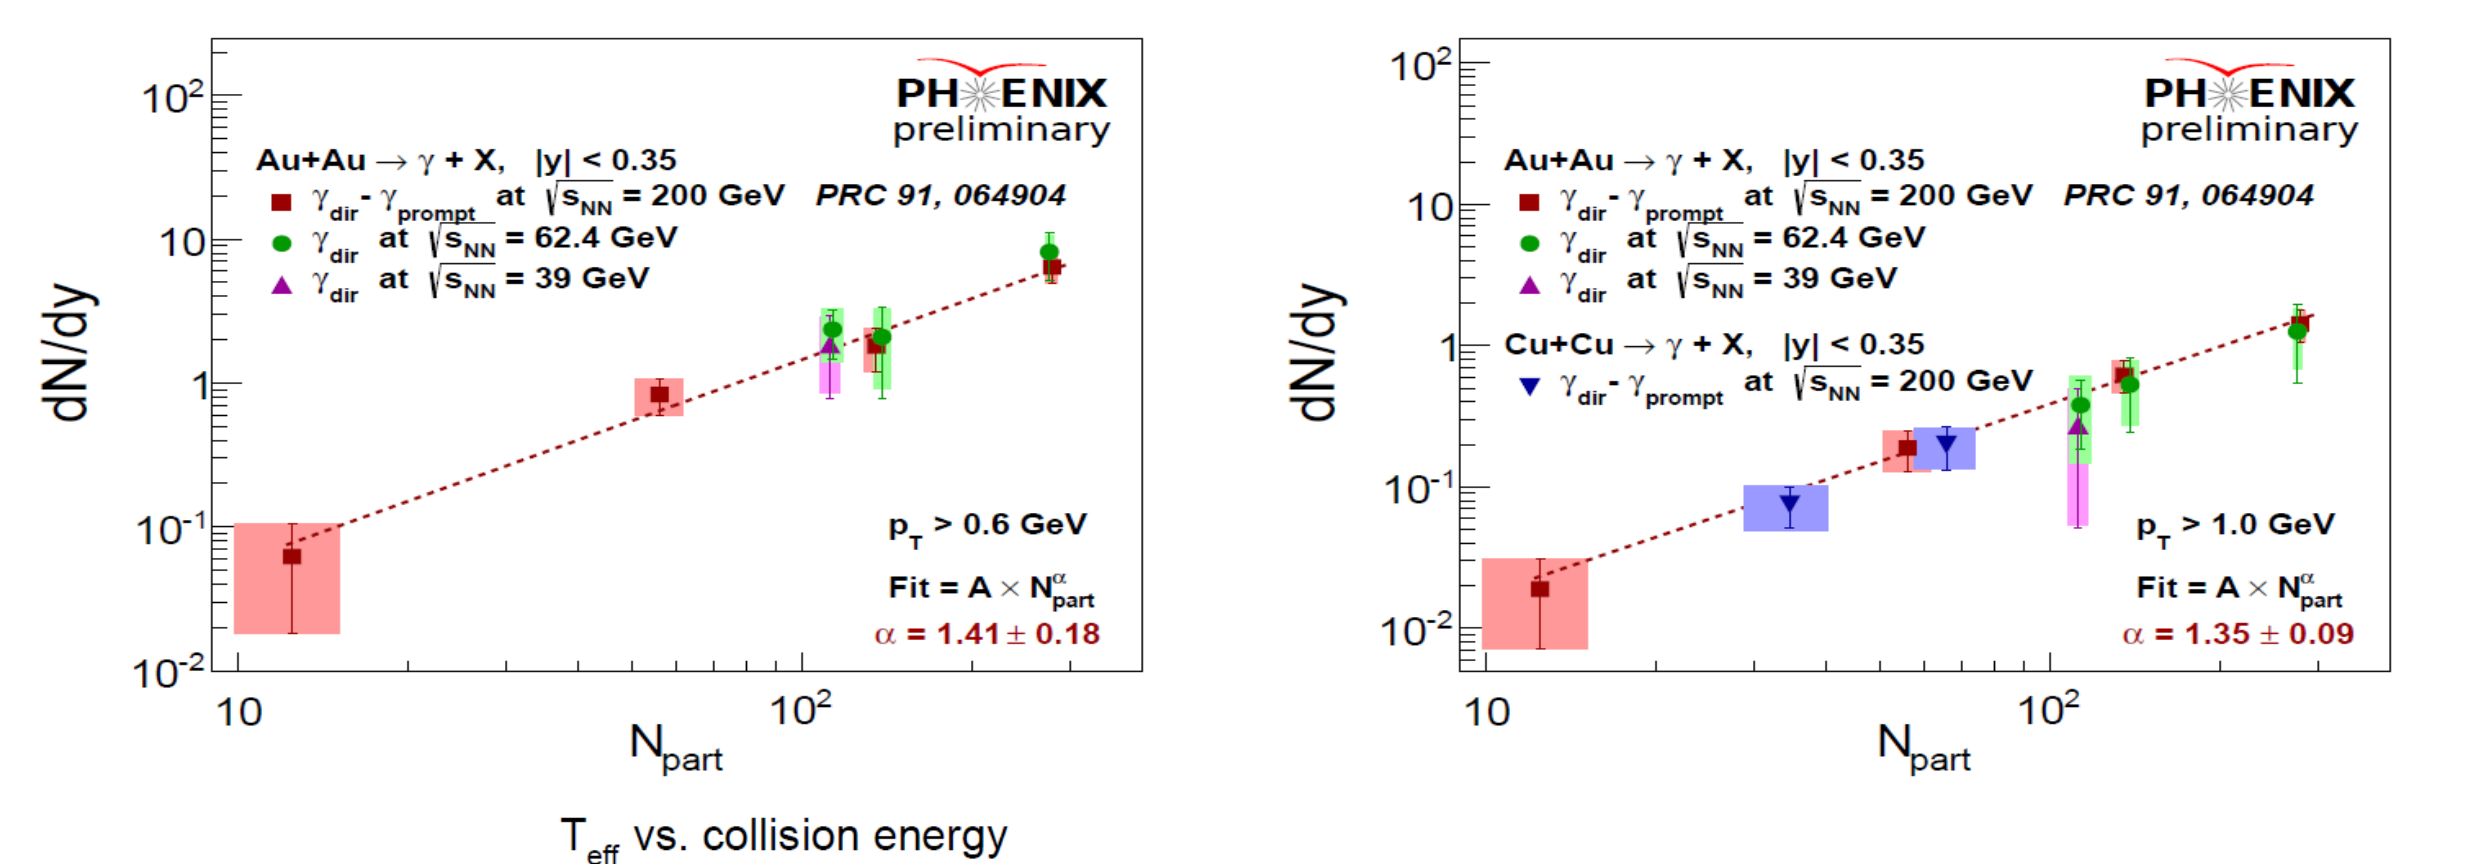 10²
10
1
10⁻¹
10⁻²
dN/dy
PHENIX
preliminary
Au+Au → γ + X, |y| < 0.35
γdir - γprompt at √sNN = 200 GeV PRC 91, 064904
γdir at √sNN = 62.4 GeV
γdir at √sNN = 39 GeV
pT > 0.6 GeV
Fit = A × N^α_part
α = 1.41 ± 0.18
10 10²
Npart
10²
10
1
10⁻¹
10⁻²
dN/dy
PHENIX
preliminary
Au+Au → γ + X, |y| < 0.35
γdir - γprompt at √sNN = 200 GeV PRC 91, 064904
γdir at √sNN = 62.4 GeV
γdir at √sNN = 39 GeV
Cu+Cu → γ + X, |y| < 0.35
γdir - γprompt at √sNN = 200 GeV
pT > 1.0 GeV
Fit = A × N^α_part
α = 1.35 ± 0.09
10 10²
Npart
Teff vs. collision energy